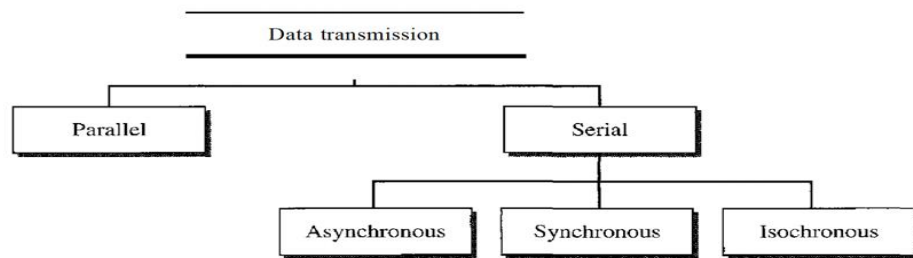 Data transmission
Parallel
Serial
Asynchronous
Synchronous
Isochronous